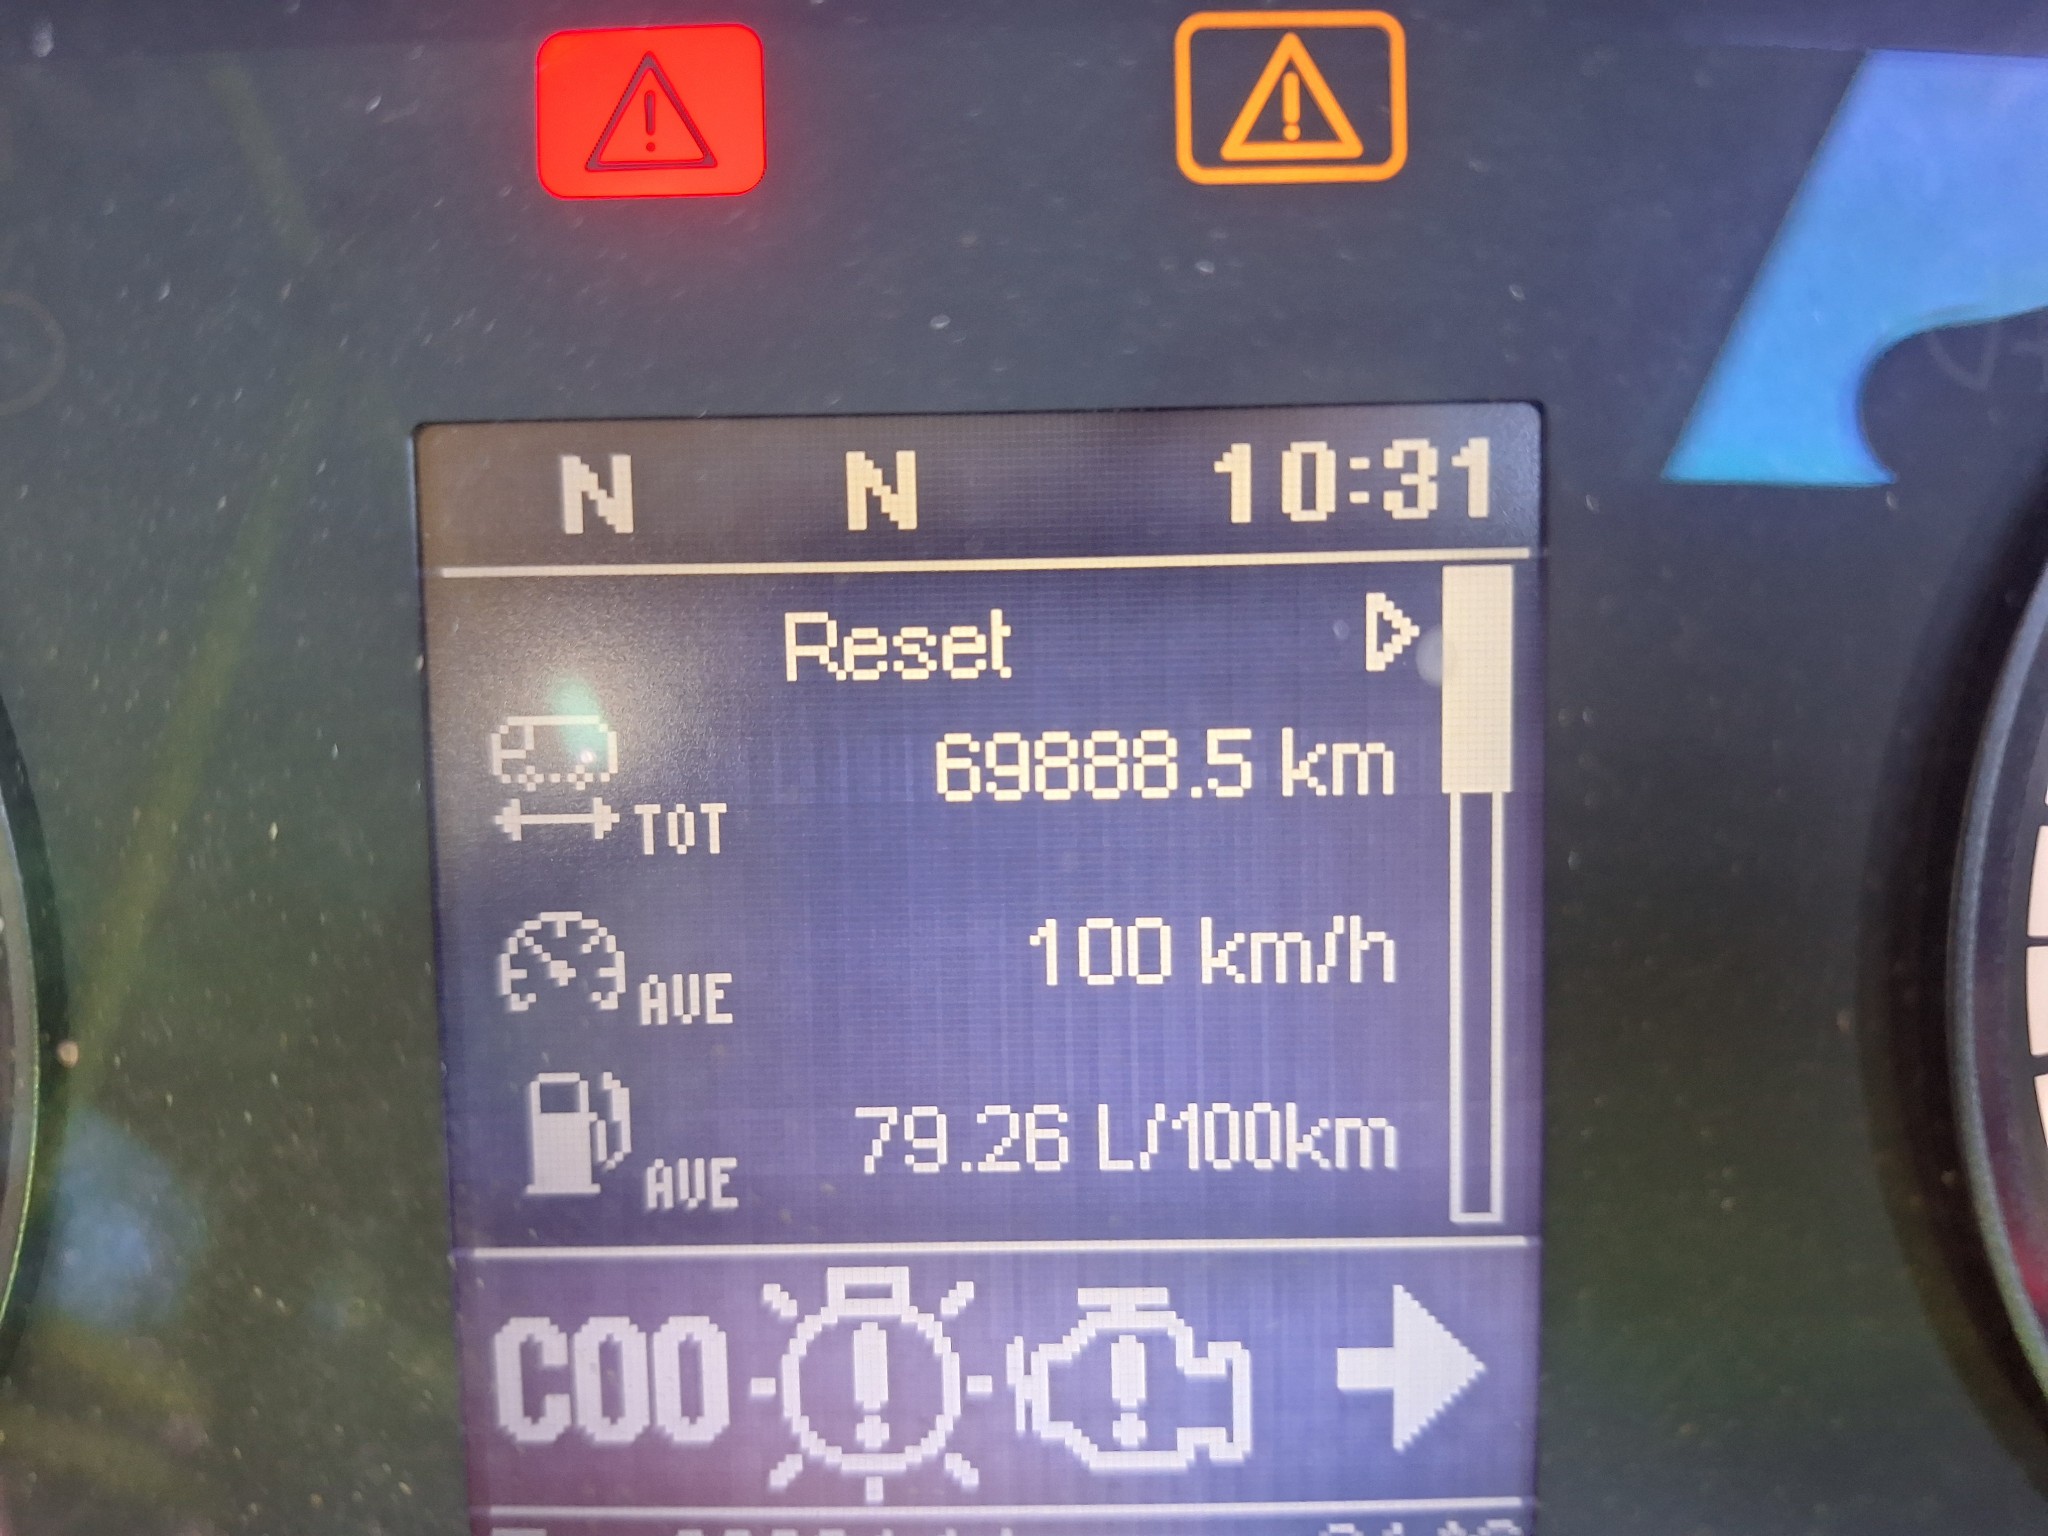 N N 10:31
Reset
69888.5 km
TOT
100 km/h
AVE
79.26 L/100km
AVE
COO